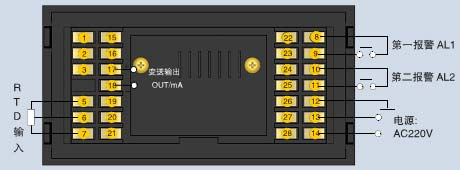 1 15 22 8
2 16 23 9 第一报警 AL1
3 17 变送输出 24 10
18 OUT/mA 25 11 第二报警 AL2
R T D 输 入
5 19 26 12
6 20 27 13 电源:
7 21 28 14 AC220V